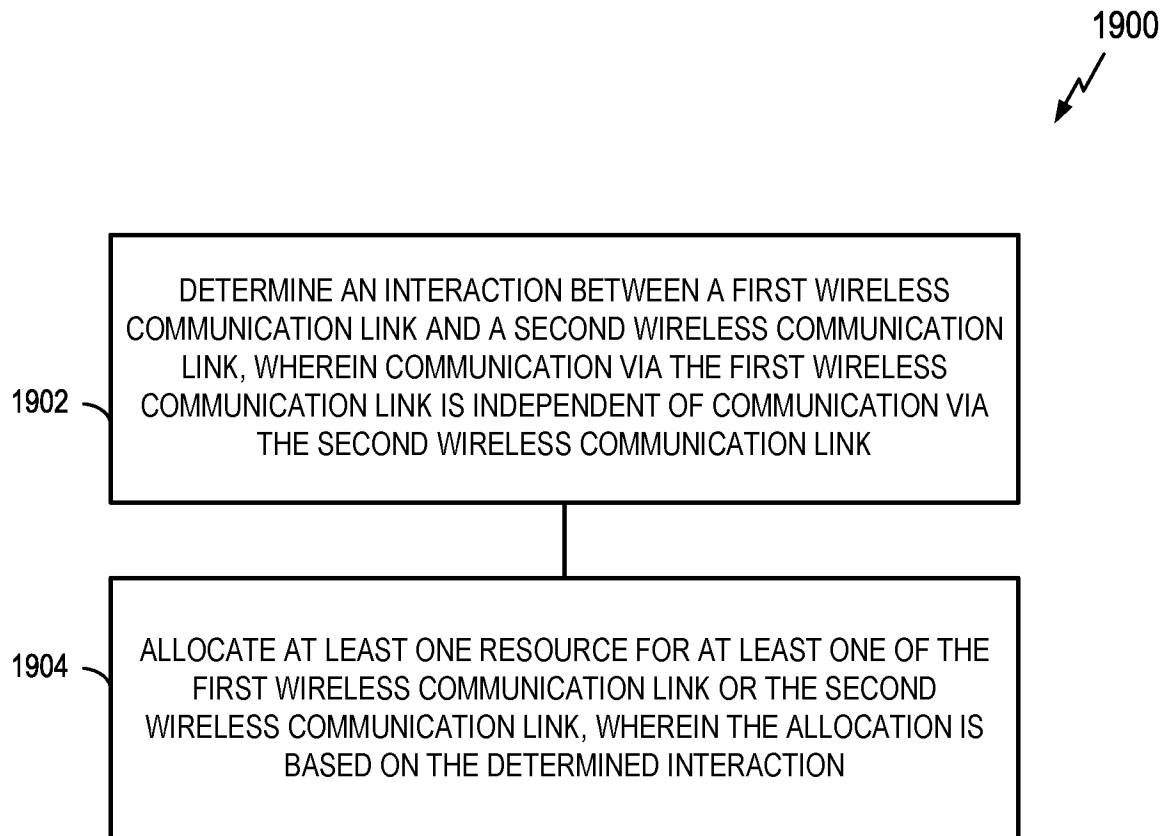 1900
DETERMINE AN INTERACTION BETWEEN A FIRST WIRELESS
COMMUNICATION LINK AND A SECOND WIRELESS COMMUNICATION
LINK, WHEREIN COMMUNICATION VIA THE FIRST WIRELESS
1902
COMMUNICATION LINK IS INDEPENDENT OF COMMUNICATION VIA
THE SECOND WIRELESS COMMUNICATION LINK
ALLOCATE AT LEAST ONE RESOURCE FOR AT LEAST ONE OF THE
1904
FIRST WIRELESS COMMUNICATION LINK OR THE SECOND
WIRELESS COMMUNICATION LINK, WHEREIN THE ALLOCATION IS
BASED ON THE DETERMINED INTERACTION